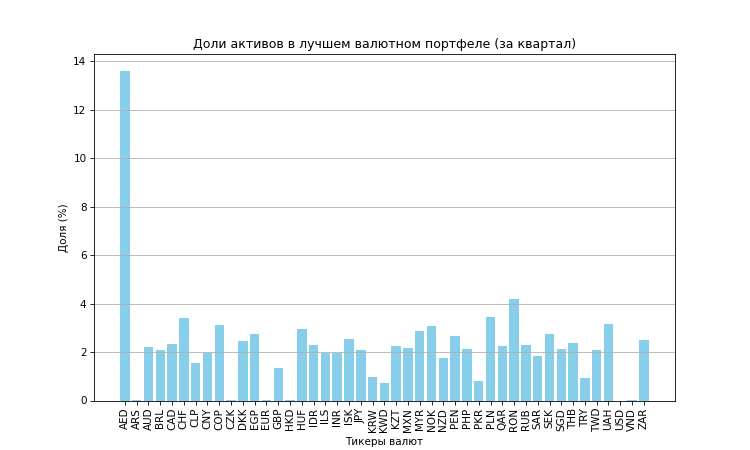 Доли активов в лучшем валютном портфеле (за квартал)
Доля (%)
14
12
10
8
6
4
2
0
AED ARS AUD BRL CAD CHF CLP CNY COP CZK DKK EGP EUR GBP HKD HUF IDR ILS INR ISK JPY KRW KWD KZT MXN MYR NOK NZD PEN PHP PKR PLN QAR RON RUB SAR SEK SGD THB TRY TWD UAH USD VND ZAR
Тикеры валют